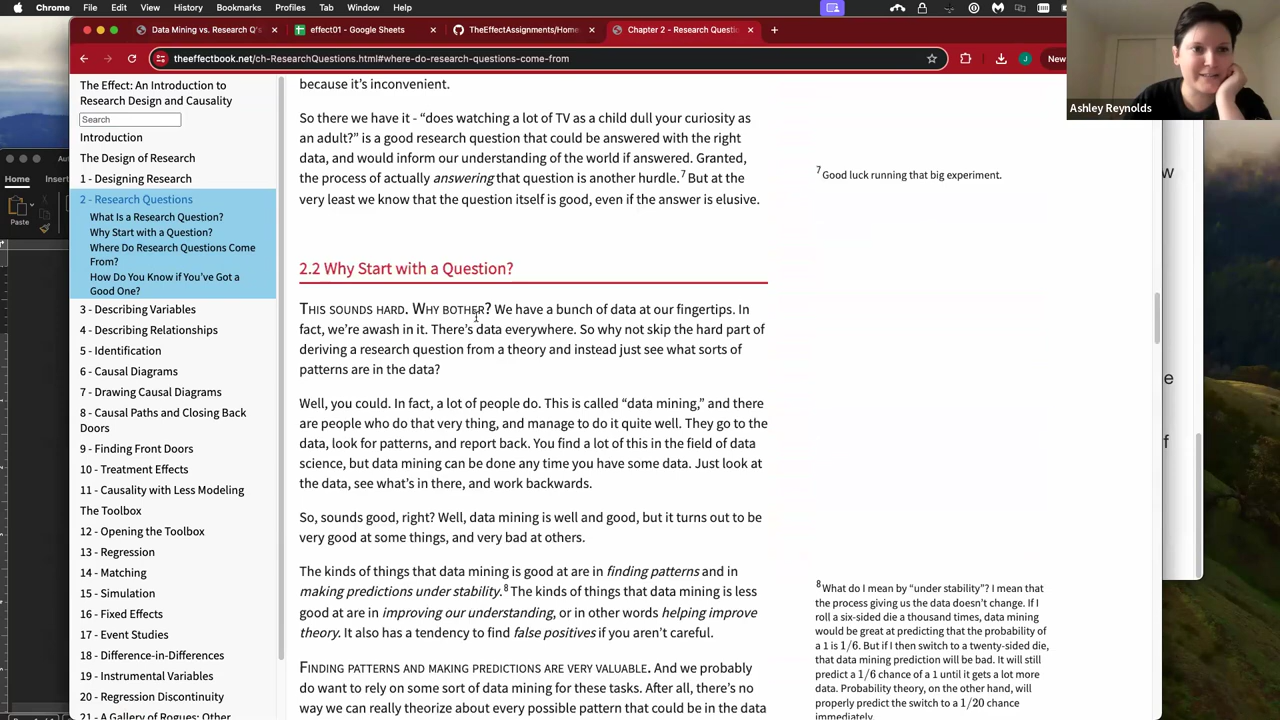 Chrome File Edit View History Bookmarks Profiles Tab Window Help
Data Mining vs. Research Q's
effect01 - Google Sheets
TheEffectAssignments/Home
Chapter 2 - Research Questio
theeffectbook.net/ch-ResearchQuestions.html#where-do-research-questions-come-from
J
New
Ashley Reynolds
Home
Insert
Paste
The Effect: An Introduction to
Research Design and Causality
Search
Introduction
The Design of Research
1 - Designing Research
2 - Research Questions
What Is a Research Question?
Why Start with a Question?
Where Do Research Questions Come
From?
How Do You Know if You've Got a
Good One?
3 - Describing Variables
4 - Describing Relationships
5 - Identification
6 - Causal Diagrams
7 - Drawing Causal Diagrams
8 - Causal Paths and Closing Back
Doors
9 - Finding Front Doors
10 - Treatment Effects
11 - Causality with Less Modeling
The Toolbox
12 - Opening the Toolbox
13 - Regression
14 - Matching
15 - Simulation
16 - Fixed Effects
17 - Event Studies
18 - Difference-in-Differences
19 - Instrumental Variables
20 - Regression Discontinuity
21 - A Gallery of Rogues: Other
because it's inconvenient.
So there we have it - "does watching a lot of TV as a child dull your curiosity as
an adult?" is a good research question that could be answered with the right
data, and would inform our understanding of the world if answered. Granted,
the process of actually answering that question is another hurdle.7 But at the
very least we know that the question itself is good, even if the answer is elusive.
7 Good luck running that big experiment.
2.2 Why Start with a Question?
THIS SOUNDS HARD. WHY BOTHER? We have a bunch of data at our fingertips. In
fact, we're awash in it. There's data everywhere. So why not skip the hard part of
deriving a research question from a theory and instead just see what sorts of
patterns are in the data?
Well, you could. In fact, a lot of people do. This is called "data mining," and there
are people who do that very thing, and manage to do it quite well. They go to the
data, look for patterns, and report back. You find a lot of this in the field of data
science, but data mining can be done any time you have some data. Just look at
the data, see what's in there, and work backwards.
So, sounds good, right? Well, data mining is well and good, but it turns out to be
very good at some things, and very bad at others.
The kinds of things that data mining is good at are in finding patterns and in
making predictions under stability.8 The kinds of things that data mining is less
good at are in improving our understanding, or in other words helping improve
theory. It also has a tendency to find false positives if you aren't careful.
FINDING PATTERNS AND MAKING PREDICTIONS ARE VERY VALUABLE. And we probably
do want to rely on some sort of data mining for these tasks. After all, there's no
way we can really theorize about every possible pattern that could be in the data
8 What do I mean by "under stability"? I mean that
the process giving us the data doesn't change. If I
roll a six-sided die a thousand times, data mining
would be great at predicting that the probability of
a 1 is 1/6. But if I then switch to a twenty-sided die,
that data mining prediction will be bad. It will still
predict a 1/6 chance of a 1 until it gets a lot more
data. Probability theory, on the other hand, will
properly predict the switch to a 1/20 chance
immediately.
w
e
f